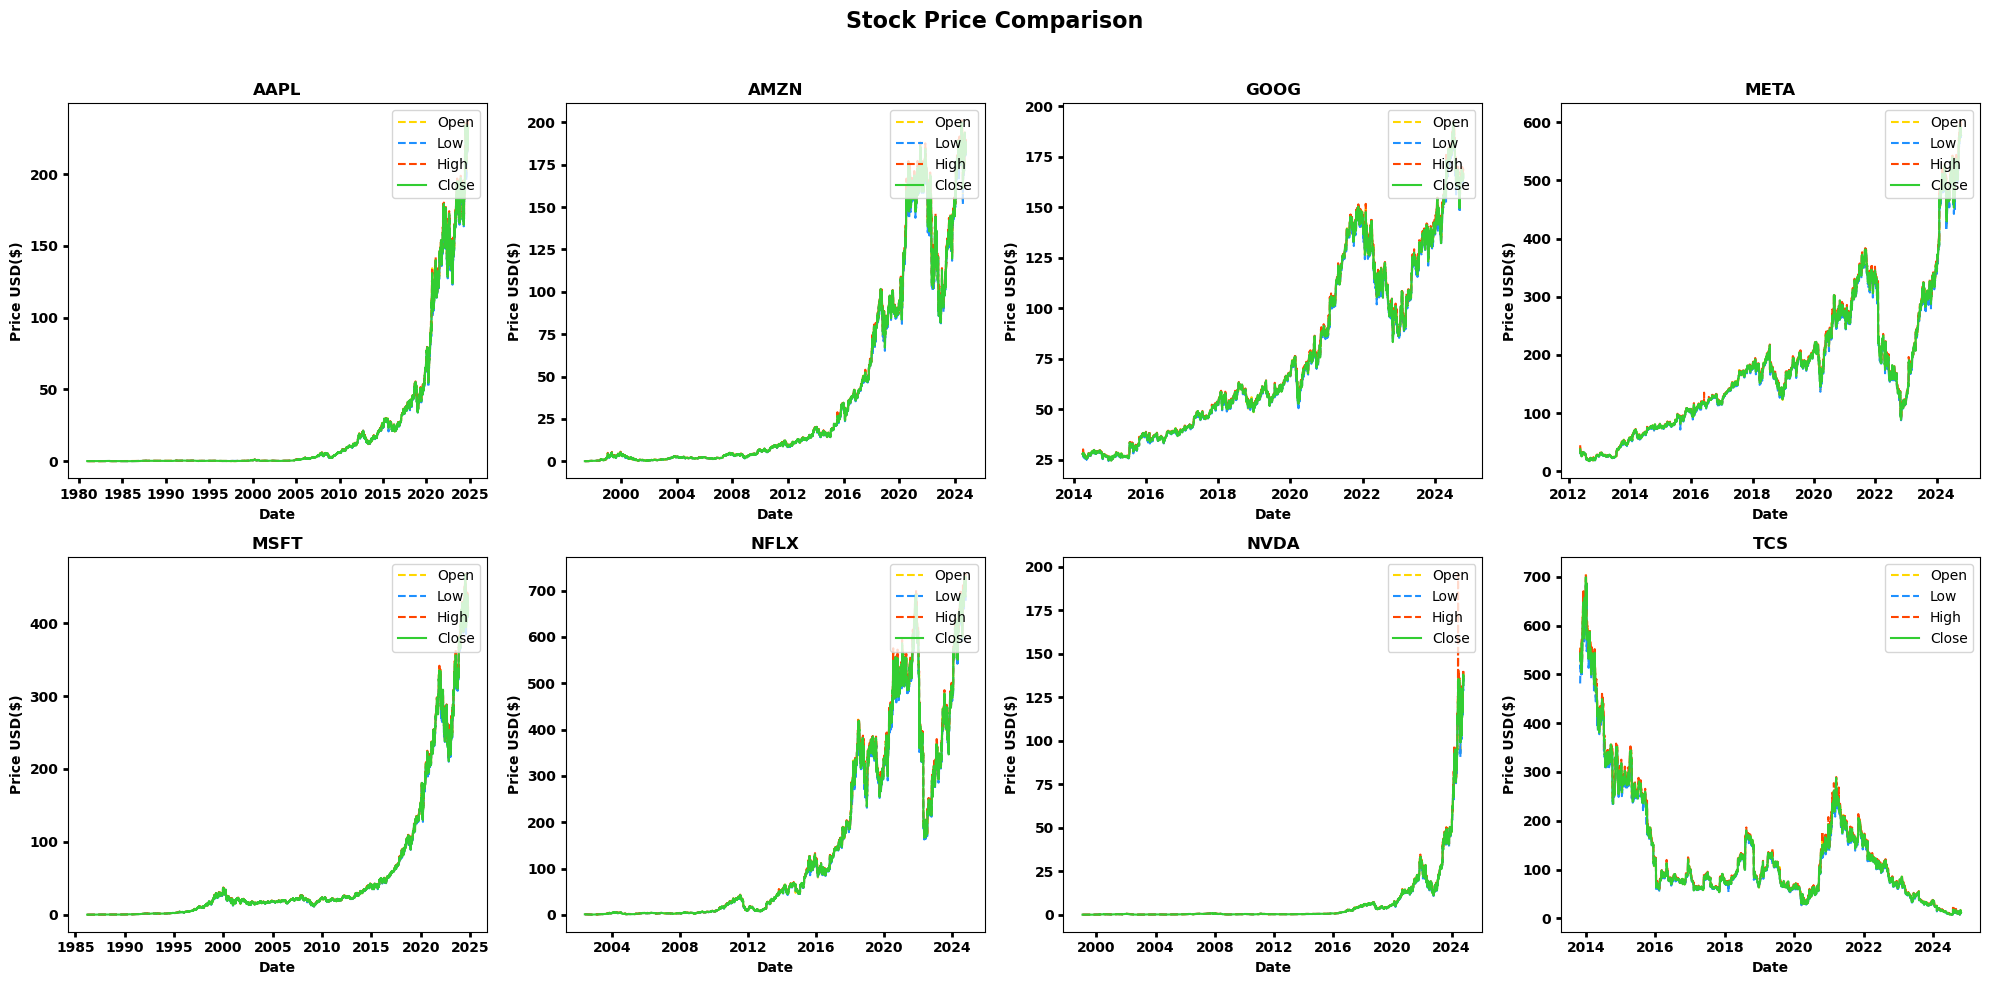 Stock Price Comparison
AAPL
Open
Low
High
Close
200
150
100
50
0
Price USD($)
1980 1985 1990 1995 2000 2005 2010 2015 2020 2025
Date
AMZN
Open
Low
High
Close
200
175
150
125
100
75
50
25
0
Price USD($)
2000 2004 2008 2012 2016 2020 2024
Date
GOOG
Open
Low
High
Close
200
175
150
125
100
75
50
25
Price USD($)
2014 2016 2018 2020 2022 2024
Date
META
Open
Low
High
Close
600
500
400
300
200
100
0
Price USD($)
2012 2014 2016 2018 2020 2022 2024
Date
MSFT
Open
Low
High
Close
400
300
200
100
0
Price USD($)
1985 1990 1995 2000 2005 2010 2015 2020 2025
Date
NFLX
Open
Low
High
Close
700
600
500
400
300
200
100
0
Price USD($)
2004 2008 2012 2016 2020 2024
Date
NVDA
Open
Low
High
Close
200
175
150
125
100
75
50
25
0
Price USD($)
2000 2004 2008 2012 2016 2020 2024
Date
TCS
Open
Low
High
Close
700
600
500
400
300
200
100
0
Price USD($)
2014 2016 2018 2020 2022 2024
Date